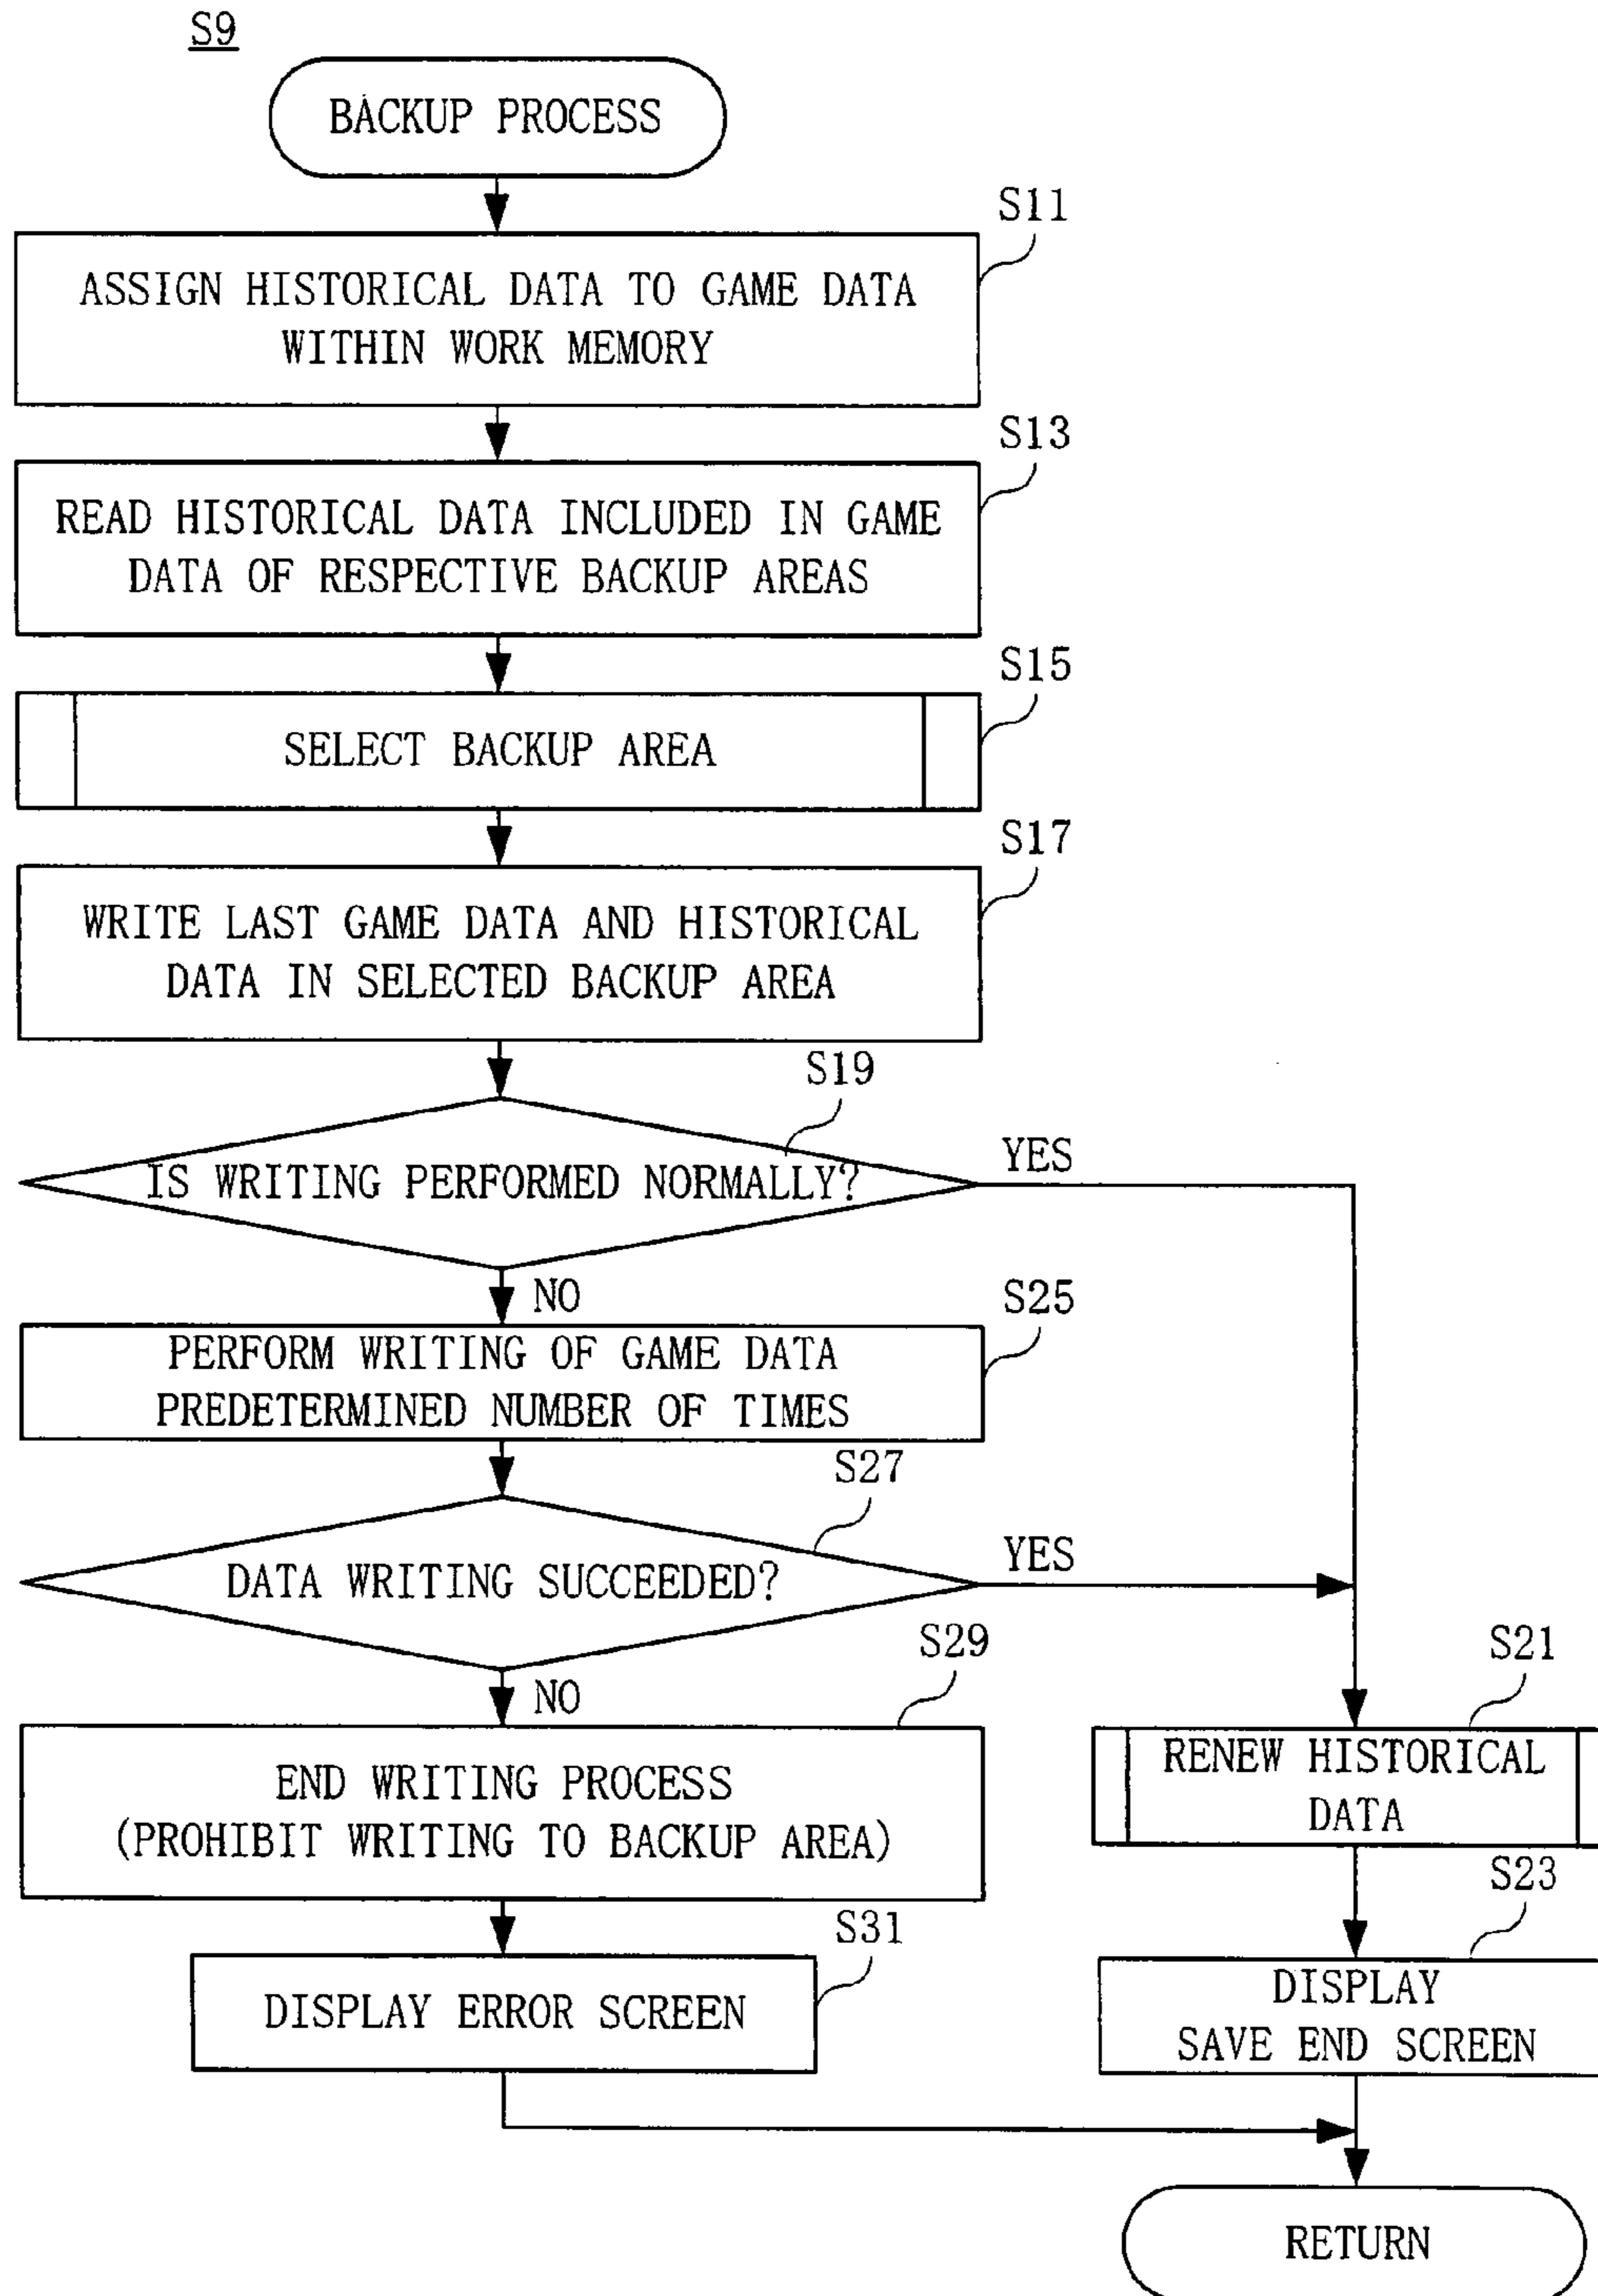 S9
BACKUP PROCESS
S11
ASSIGN HISTORICAL DATA TO GAME DATA
WITHIN WORK MEMORY
S13
READ HISTORICAL DATA INCLUDED IN GAME
DATA OF RESPECTIVE BACKUP AREAS
S15
SELECT BACKUP AREA
S17
WRITE LAST GAME DATA AND HISTORICAL
DATA IN SELECTED BACKUP AREA
S19
IS WRITING PERFORMED NORMALLY?
YES
NO
S25
PERFORM WRITING OF GAME DATA
PREDETERMINED NUMBER OF TIMES
S27
DATA WRITING SUCCEEDED?
YES
NO
S29
END WRITING PROCESS
(PROHIBIT WRITING TO BACKUP AREA)
S31
DISPLAY ERROR SCREEN
S21
RENEW HISTORICAL
DATA
S23
DISPLAY
SAVE END SCREEN
RETURN